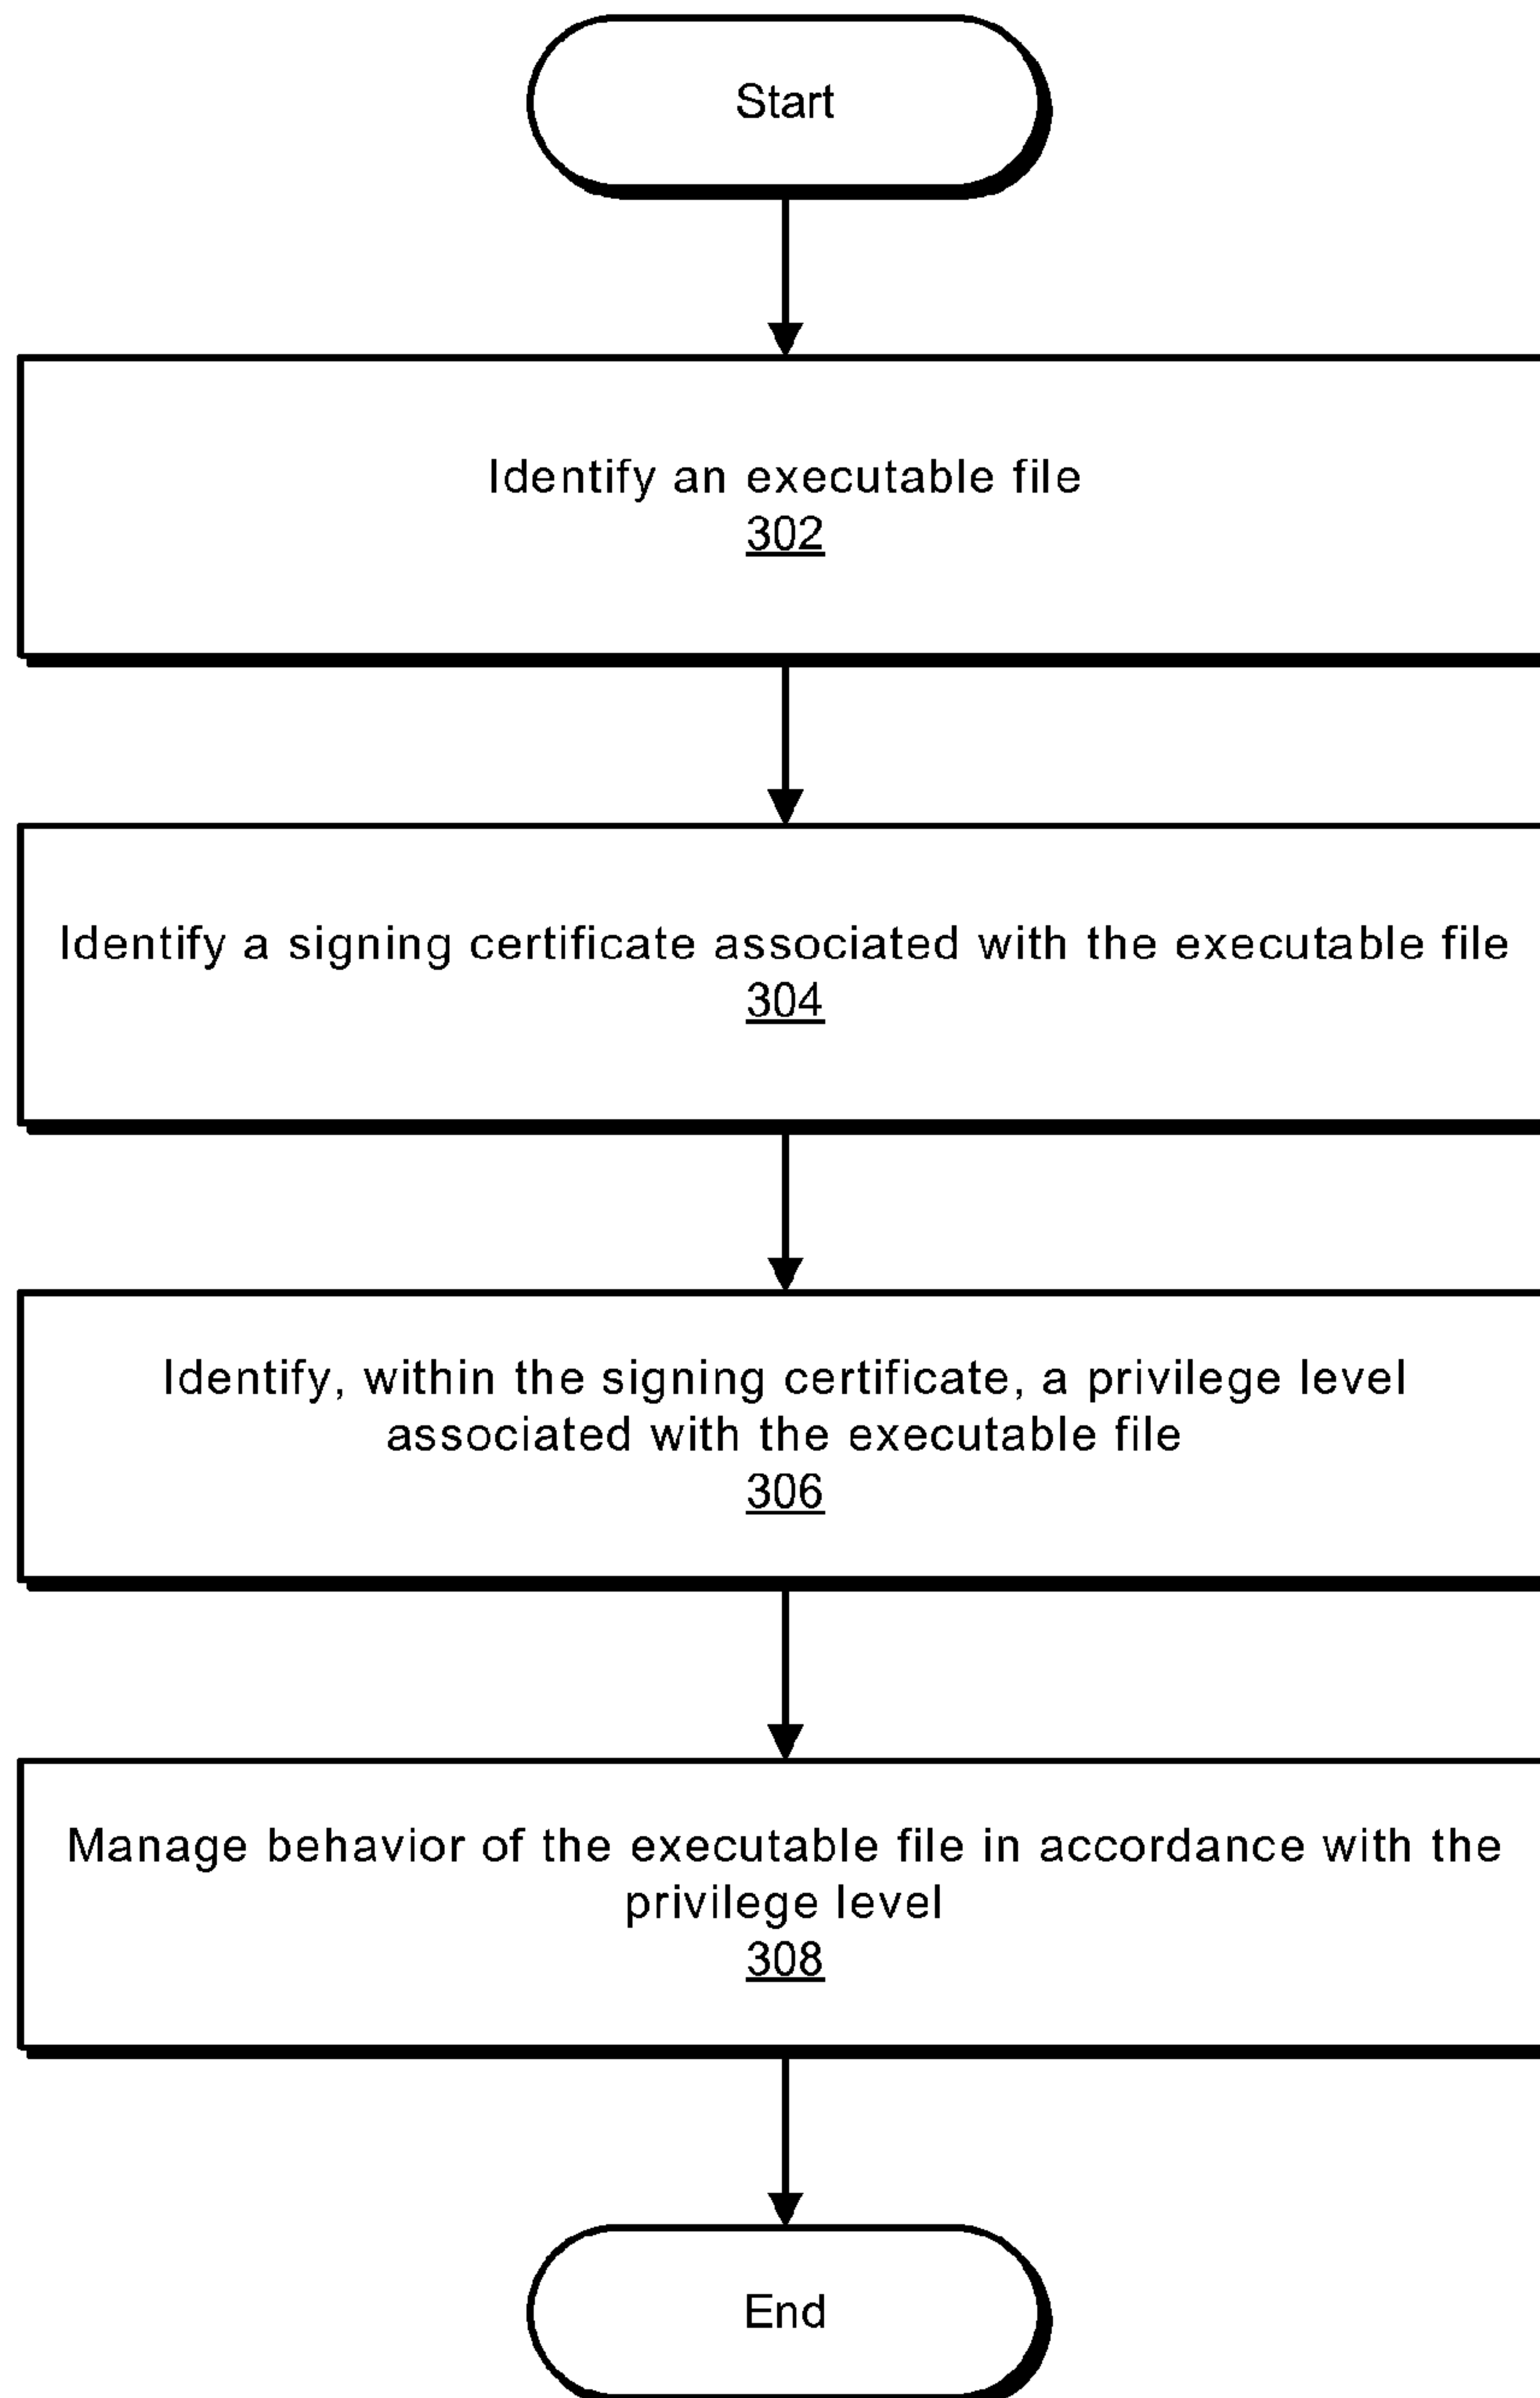 Start
Identify an executable file
302
Identify a signing certificate associated with the executable file
304
Identify, within the signing certificate, a privilege level
associated with the executable file
306
Manage behavior of the executable file in accordance with the
privilege level
308
End